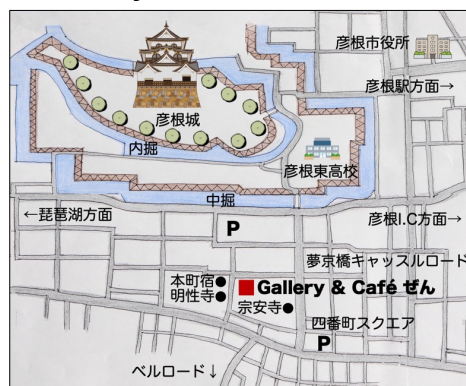 彦根市役所
彦根駅方面→
彦根城
内堀
彦根東高校
中堀
←琵琶湖方面
彦根I.C方面→
P
夢京橋キャッスルロード
本町宿●
明性寺●
■Gallery & Café ぜん
宗安寺●
四番町スクエア
P
ベルロード↓